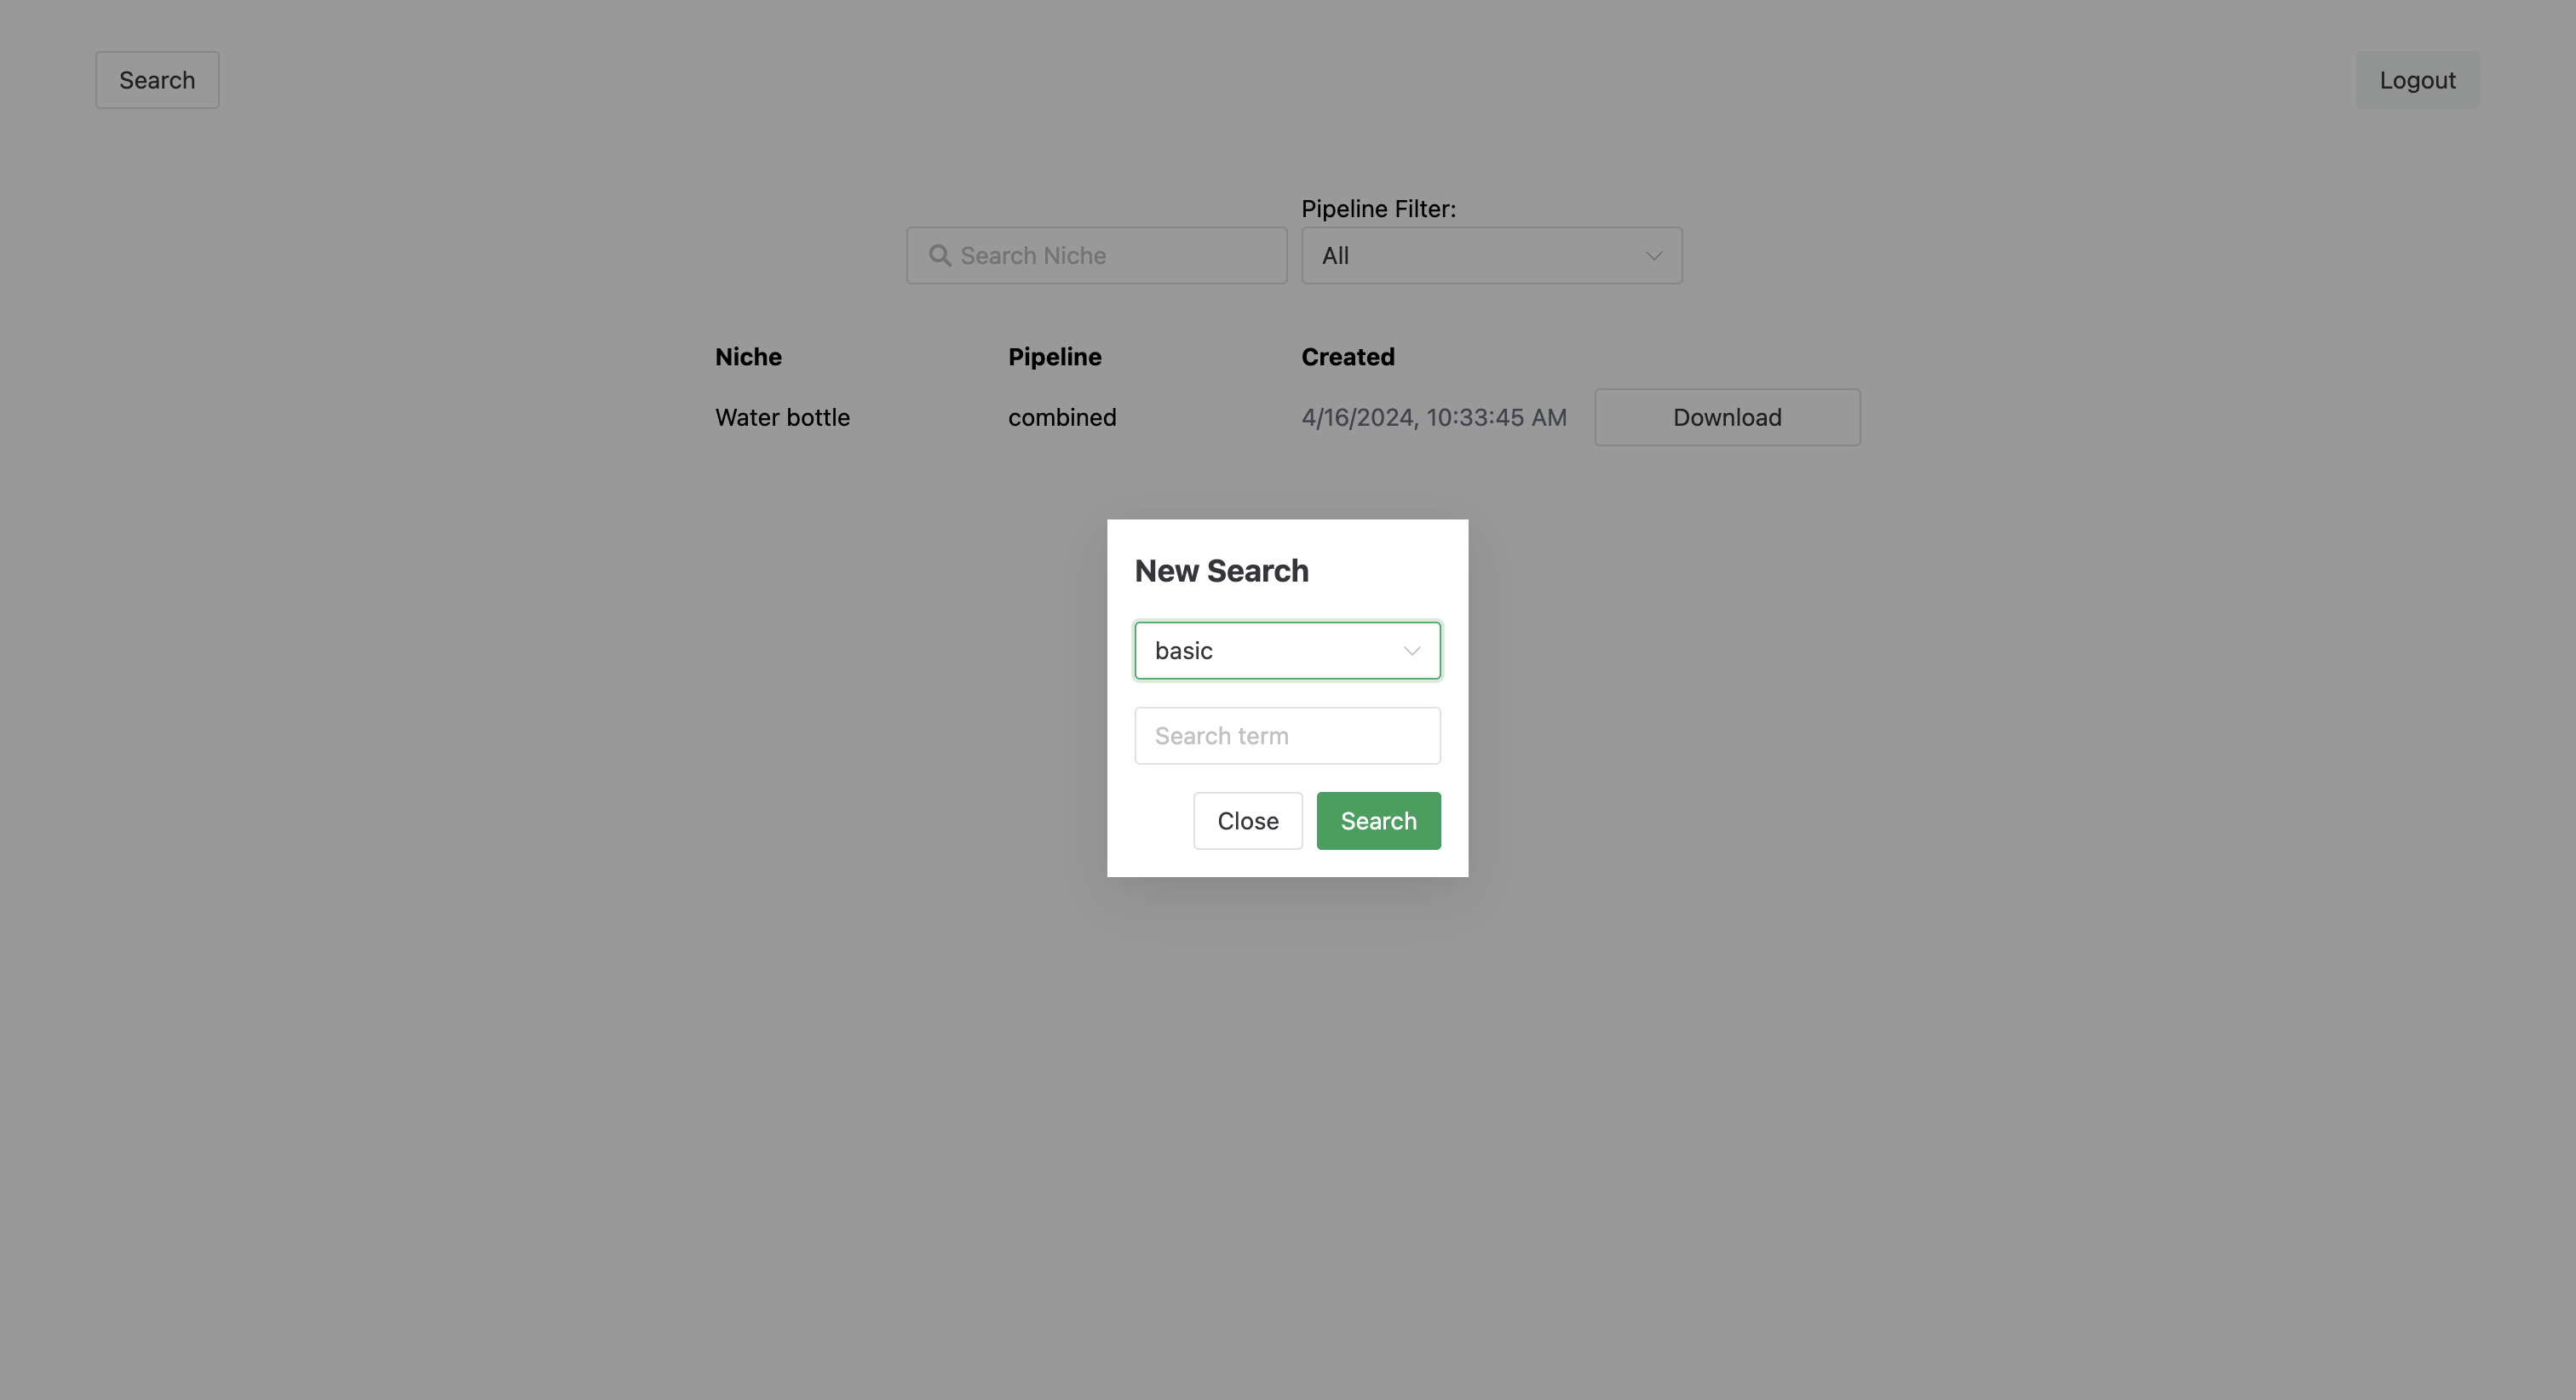 Search
Logout
Pipeline Filter:
Search Niche
All
Niche Pipeline Created
Water bottle combined 4/16/2024, 10:33:45 AM Download
New Search
basic
Search term
Close Search